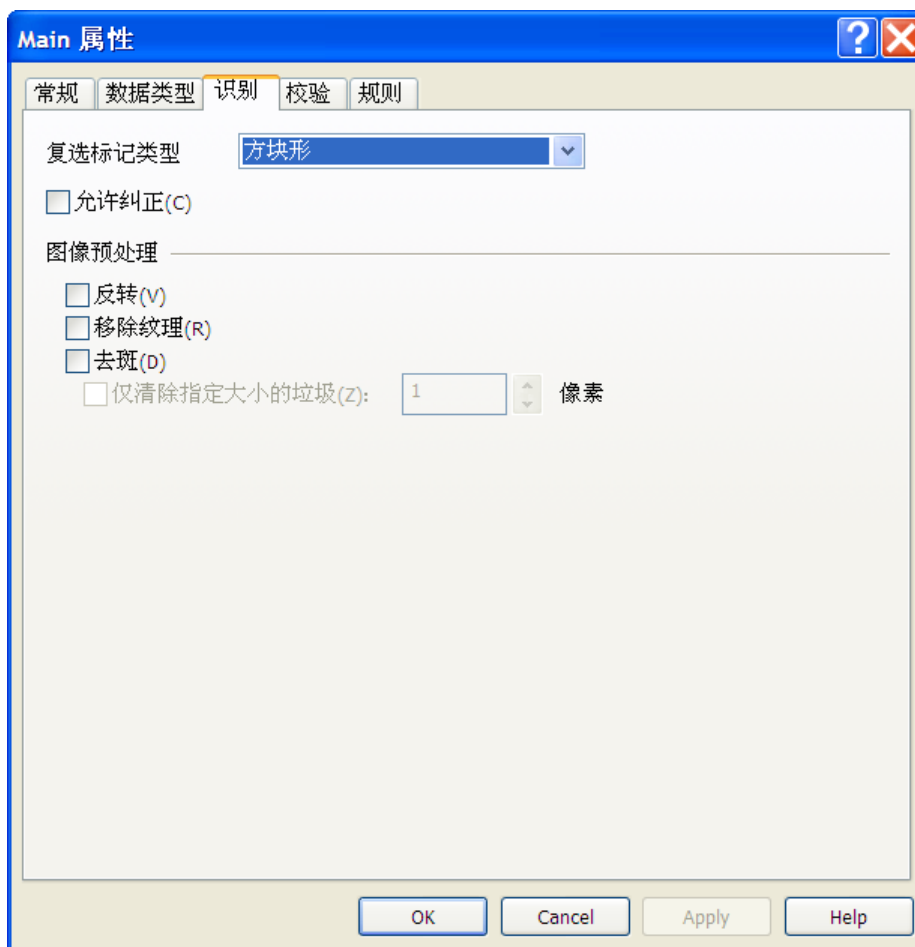 Main 属性
常规 数据类型 识别 校验 规则
复选标记类型 方块形
允许纠正(C)
图像预处理
反转(V)
移除纹理(R)
去斑(D)
仅清除指定大小的垃圾(Z): 1 像素
OK Cancel Apply Help